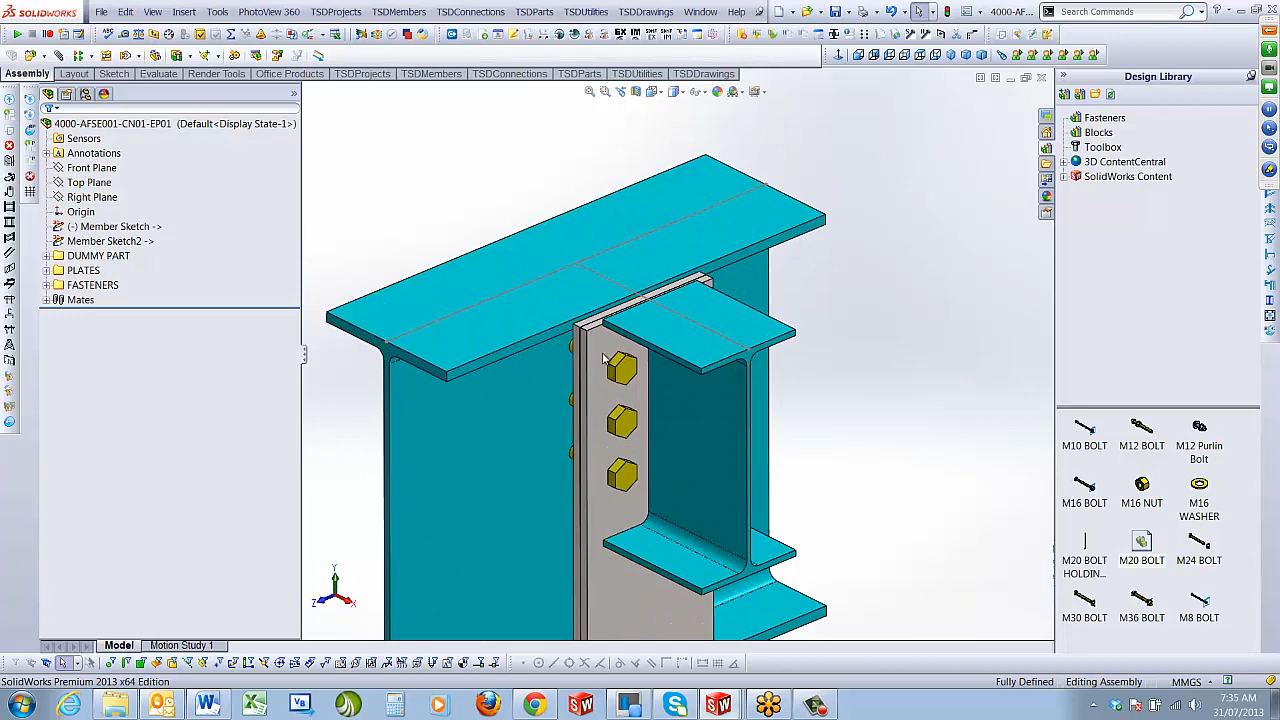 SOLIDWORKS File Edit View Insert Tools PhotoView 360 TSDProjects TSDMembers TSDConnections TSDParts TSDUtilities TSDDrawings Window Help 4000-AF... Search Commands
EX IM
Assembly Layout Sketch Evaluate Render Tools Office Products TSDProjects TSDMembers TSDConnections TSDParts TSDUtilities TSDDrawings
Design Library
4000-AFSE001-CN01-EP01 (Default<Display State-1>)
Sensors
Annotations
Front Plane
Top Plane
Right Plane
Origin
(-) Member Sketch ->
Member Sketch2 ->
DUMMY PART
PLATES
FASTENERS
Mates
Fasteners
Blocks
Toolbox
3D ContentCentral
SolidWorks Content
M10 BOLT M12 BOLT M12 Purlin Bolt
M16 BOLT M16 NUT M16 WASHER
M20 BOLT HOLDIN... M20 BOLT M24 BOLT
M30 BOLT M36 BOLT M8 BOLT
Y
Z X
Model Motion Study 1
SolidWorks Premium 2013 x64 Edition Fully Defined Editing Assembly MMGS
7:35 AM
31/07/2013